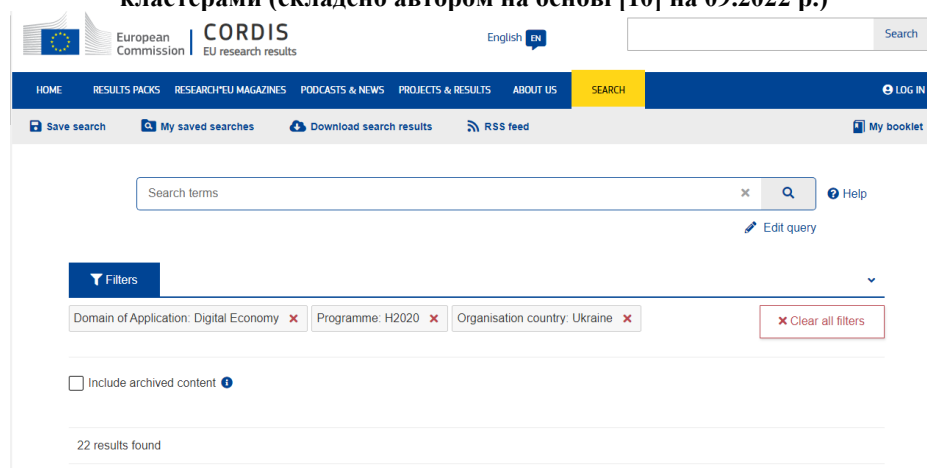 кластерами (складено автором на основі [10] на 09.2022 р.)
European Commission
CORDIS
EU research results
English EN
Search
HOME RESULTS PACKS RESEARCH*EU MAGAZINES PODCASTS & NEWS PROJECTS & RESULTS ABOUT US SEARCH LOG IN
Save search My saved searches Download search results RSS feed My booklet
Search terms
Help
Edit query
Filters
Domain of Application: Digital Economy Programme: H2020 Organisation country: Ukraine Clear all filters
Include archived content
22 results found